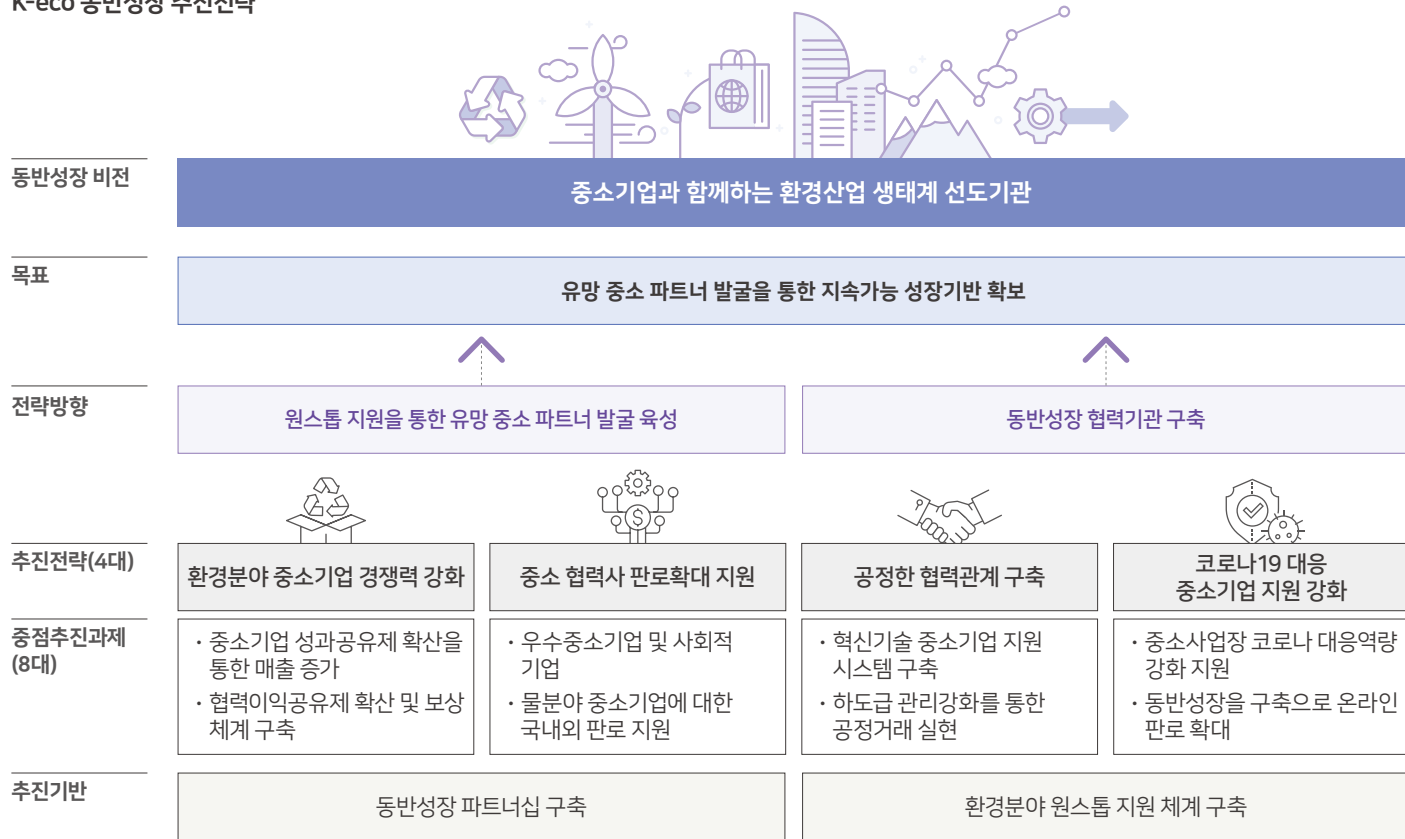 K-eco 동반성장 추진전략
동반성장 비전
중소기업과 함께하는 환경산업 생태계 선도기관
목표
유망 중소 파트너 발굴을 통한 지속가능 성장기반 확보
전략방향
원스톱 지원을 통한 유망 중소 파트너 발굴 육성
동반성장 협력기관 구축
추진전략(4대)
환경분야 중소기업 경쟁력 강화
중소 협력사 판로확대 지원
공정한 협력관계 구축
코로나19 대응
중소기업 지원 강화
중점추진과제
(8대)
· 중소기업 성과공유제 확산을
통한 매출 증가
· 협력이익공유제 확산 및 보상
체계 구축
· 우수중소기업 및 사회적
기업
· 물분야 중소기업에 대한
국내외 판로 지원
· 혁신기술 중소기업 지원
시스템 구축
· 하도급 관리강화를 통한
공정거래 실현
· 중소사업장 코로나 대응역량
강화 지원
· 동반성장을 구축으로 온라인
판로 확대
추진기반
동반성장 파트너십 구축
환경분야 원스톱 지원 체계 구축